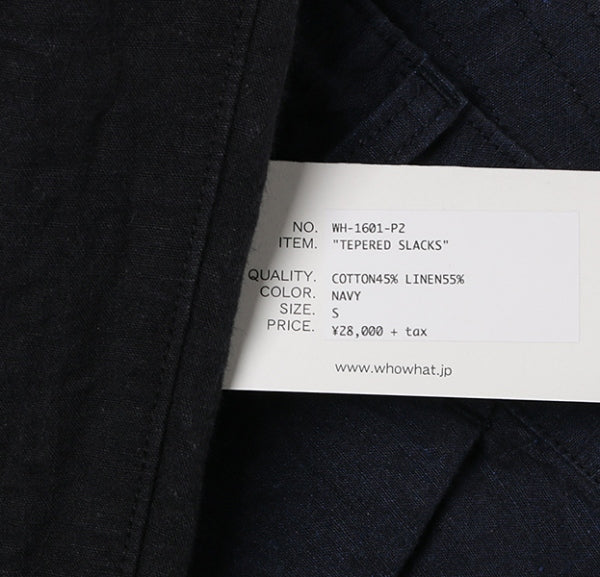 NO. WH-1601-P2
ITEM. "TEPERED SLACKS"
QUALITY. COTTON45% LINEN55%
COLOR. NAVY
SIZE. S
PRICE. ¥28,000 + tax
www.whowhat.jp